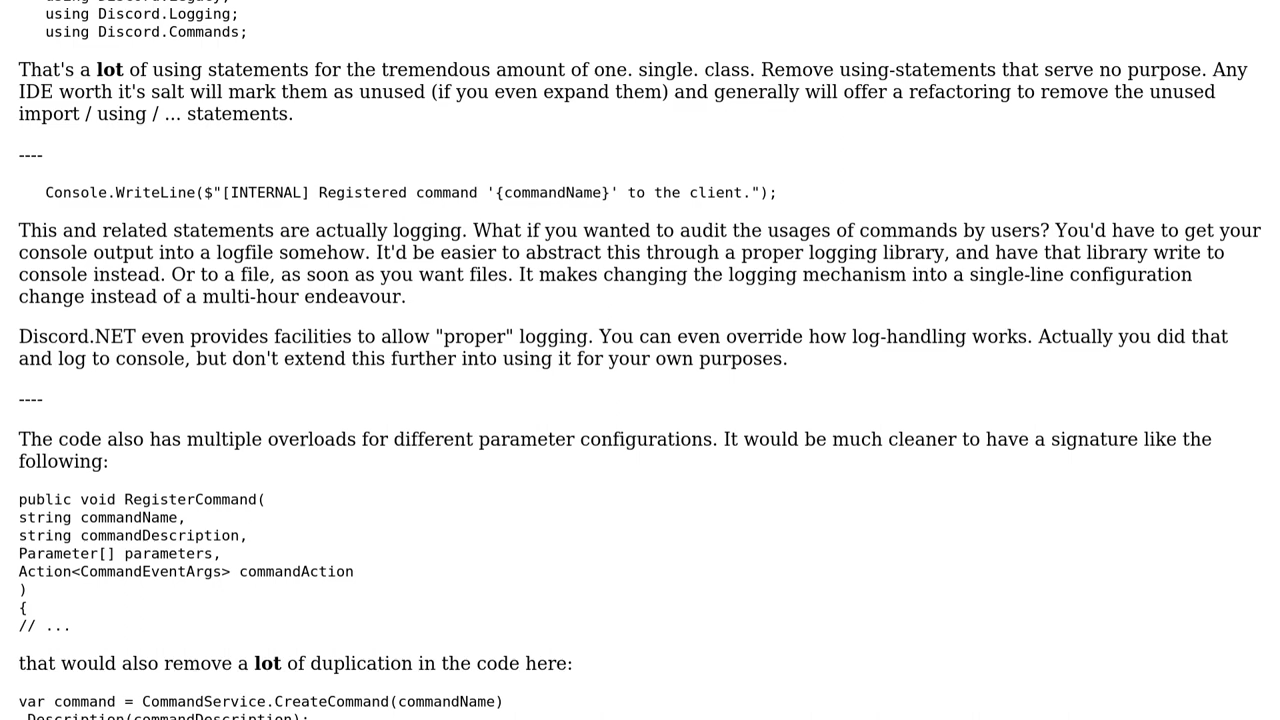 using Discord.Legacy;
using Discord.Logging;
using Discord.Commands;
That's a lot of using statements for the tremendous amount of one. single. class. Remove using-statements that serve no purpose. Any
IDE worth it's salt will mark them as unused (if you even expand them) and generally will offer a refactoring to remove the unused
import / using / ... statements.
----
Console.WriteLine($"[INTERNAL] Registered command '{commandName}' to the client.");
This and related statements are actually logging. What if you wanted to audit the usages of commands by users? You'd have to get your
console output into a logfile somehow. It'd be easier to abstract this through a proper logging library, and have that library write to
console instead. Or to a file, as soon as you want files. It makes changing the logging mechanism into a single-line configuration
change instead of a multi-hour endeavour.
Discord.NET even provides facilities to allow "proper" logging. You can even override how log-handling works. Actually you did that
and log to console, but don't extend this further into using it for your own purposes.
----
The code also has multiple overloads for different parameter configurations. It would be much cleaner to have a signature like the
following:
public void RegisterCommand(
string commandName,
string commandDescription,
Parameter[] parameters,
Action<CommandEventArgs> commandAction
)
{
// ...
that would also remove a lot of duplication in the code here:
var command = CommandService.CreateCommand(commandName)
.Description(commandDescription);